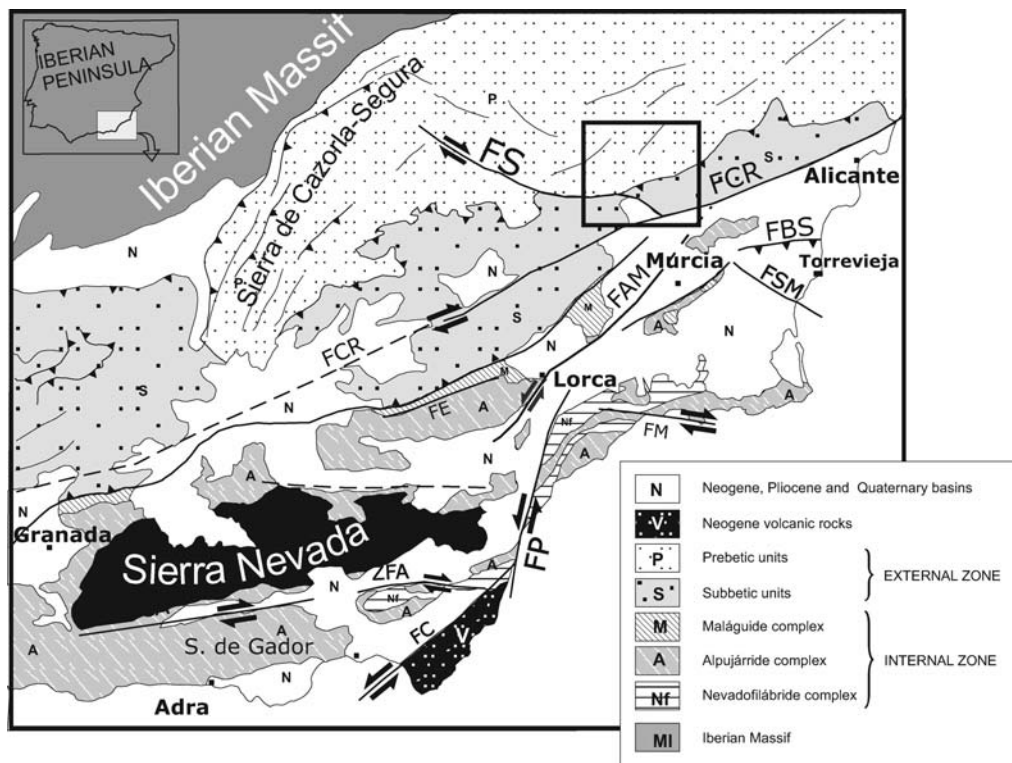 IBERIAN
PENINSULA
Iberian Massif
Sierra de Cazorla-Segura
P
FS
S
FCR
Alicante
N
P
N
FBS
Múrcia
Torrevieja
FAM
FSM
M
A
N
S
FCR
N
S
M
Lorca
N
FE
A
Nf
FM
A
A
N
A
N
Granada
Sierra Nevada
FP
ZFA
N
A
Nf
A
A
A
S. de Gador
FC
V
A
N
Adra
N Neogene, Pliocene and Quaternary basins
V Neogene volcanic rocks
P Prebetic units
EXTERNAL ZONE
S Subbetic units
M Maláguide complex
A Alpujárride complex
INTERNAL ZONE
Nf Nevadofilábride complex
MI Iberian Massif